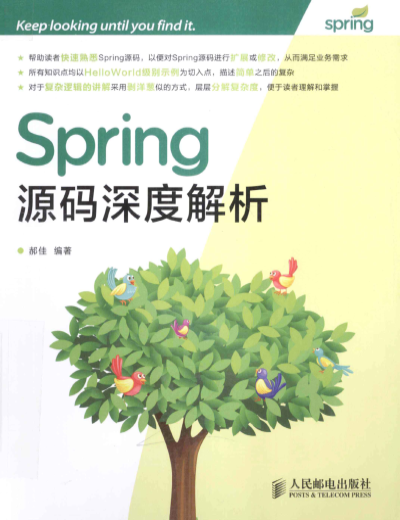 Keep looking until you find it.
spring
帮助读者快速熟悉Spring源码，以便对Spring源码进行扩展或修改，从而满足业务需求
所有知识点均以HelloWorld级别示例为切入点，描述简单之后的复杂
对于复杂逻辑的讲解采用剥洋葱似的方式，层层分解复杂度，便于读者理解和掌握
Spring
源码深度解析
郝佳 编著
人民邮电出版社
POSTS & TELECOM PRESS